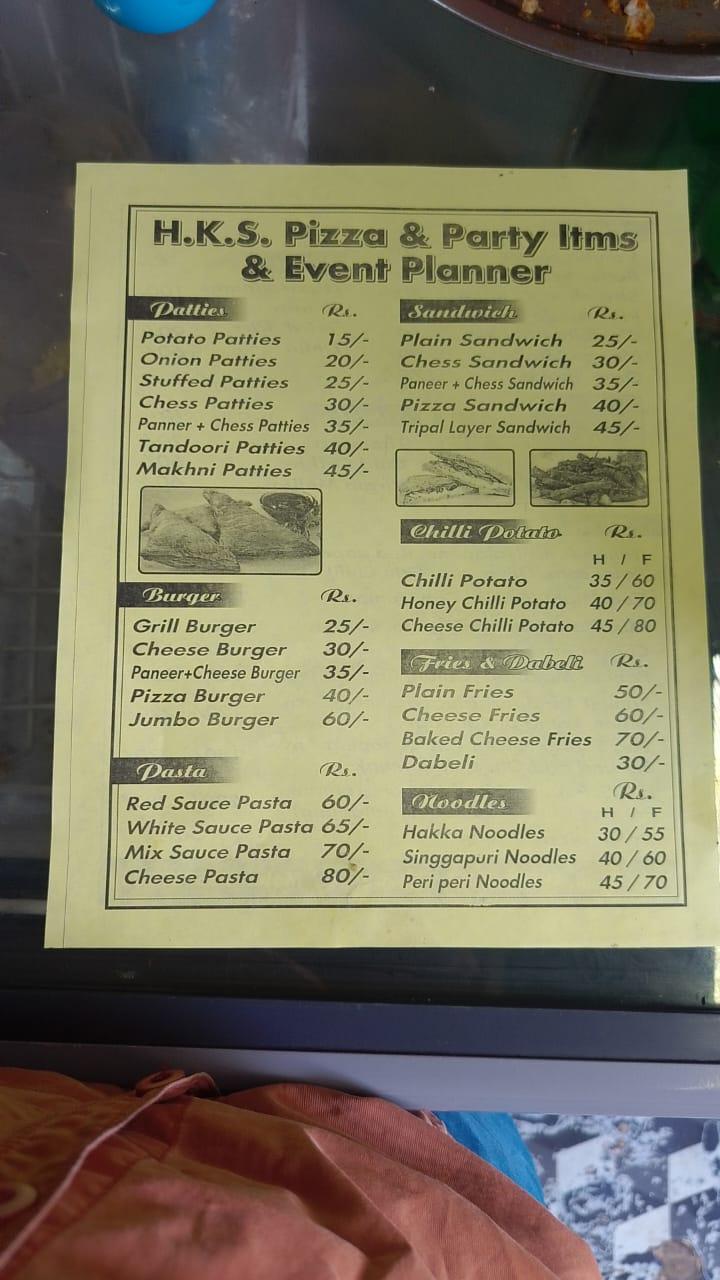 H.K.S. Pizza & Party Itms
& Event Planner
Patties Rs.
Potato Patties 15/-
Onion Patties 20/-
Stuffed Patties 25/-
Chess Patties 30/-
Panner + Chess Patties 35/-
Tandoori Patties 40/-
Makhni Patties 45/-
Burger Rs.
Grill Burger 25/-
Cheese Burger 30/-
Paneer+Cheese Burger 35/-
Pizza Burger 40/-
Jumbo Burger 60/-
Pasta Rs.
Red Sauce Pasta 60/-
White Sauce Pasta 65/-
Mix Sauce Pasta 70/-
Cheese Pasta 80/-
Sandwich Rs.
Plain Sandwich 25/-
Chess Sandwich 30/-
Paneer + Chess Sandwich 35/-
Pizza Sandwich 40/-
Tripal Layer Sandwich 45/-
Chilli Potato Rs.
H / F
Chilli Potato 35 / 60
Honey Chilli Potato 40 / 70
Cheese Chilli Potato 45 / 80
Fries & Dabeli Rs.
Plain Fries 50/-
Cheese Fries 60/-
Baked Cheese Fries 70/-
Dabeli 30/-
Noodles Rs.
H / F
Hakka Noodles 30 / 55
Singgapuri Noodles 40 / 60
Peri peri Noodles 45 / 70